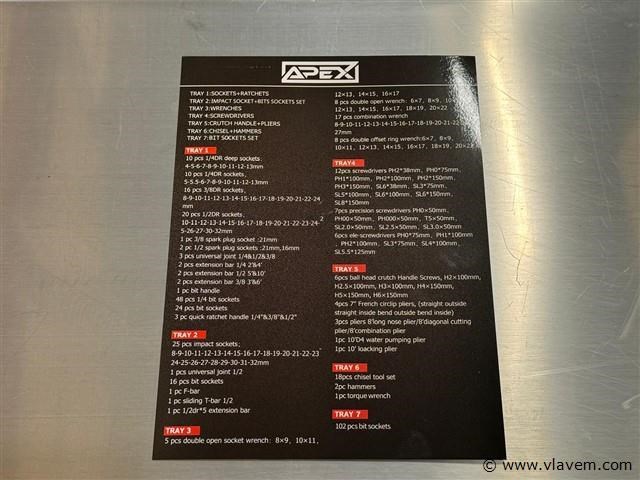 APEX
TRAY 1:SOCKETS+RATCHETS
TRAY 2:IMPACT SOCKET+BITS SOCKETS SET
TRAY 3:WRENCHES
TRAY 4:SCREWDRIVERS
TRAY 5:CRUTCH HANDLE+PLIERS
TRAY 6:CHISEL+HAMMERS
TRAY 7:BIT SOCKETS SET
TRAY 1
10 pcs 1/4DR deep sockets:
4-5-6-7-8-9-10-11-12-13mm
10 pcs 1/4DR sockets,
5-5.5-6-7-8-9-10-11-12-13mm
16 pcs 3/8DR sockets,
8-9-10-11-12-13-14-15-16-17-18-19-20-21-22-24
mm
20 pcs 1/2DR sockets,
10-11-12-13-14-15-16-17-18-19-20-21-22-23-24-2
5-26-27-30-32mm
1 pc 3/8 spark plug socket :21mm
2 pc 1/2 spark plug sockets :21mm,16mm
3 pcs universal joint 1/4&1/2&3/8
2 pcs extension bar 1/4 2'&4'
2 pcs extension bar 1/2 5'&10'
2 pcs extension bar 3/8 3'&6'
1 pc bit handle
48 pcs 1/4 bit sockets
24 pcs bit sockets
3 pc quick ratchet handle 1/4"&3/8"&1/2"
TRAY 2
25 pcs impact sockets;
8-9-10-11-12-13-14-15-16-17-18-19-20-21-22-23-
24-25-26-27-28-29-30-31-32mm
1 pcs universal joint 1/2
16 pcs bit sockets
1 pc F-bar
1 pc sliding T-bar 1/2
1 pc 1/2dr*5 extension bar
TRAY 3
5 pcs double open socket wrench：8×9，10×11，
12×13，14×15，16×17
8 pcs double open wrench：6×7，8×9，10
10×11，12×13，14×15，16×17，18×19，20×22
17 pcs combination wrench
8-9-10-11-12-13-14-15-16-17-18-19-20-21-22-24-
27mm
8 pcs double offset ring wrench:6×7，8×9，
10×11，12×13，14×15，16×17，18×19，20×22
TRAY4
12pcs screwdrivers PH2*38mm，PH0*75mm，
PH1*100mm，PH2*100mm，PH2*150mm，
PH3*150mm，SL6*38mm，SL3*75mm，
SL5*100mm，SL6*100mm，SL6*150mm，
SL8*150mm
7pcs precision screwdrivers PH0×50mm，
PH00×50mm，PH000×50mm，T5×50mm，
SL2.0×50mm，SL2.5×50mm，SL3.0×50mm
6pcs ele-screwdrivers PH0*75mm，PH1*100mm
，PH2*100mm，SL3*75mm，SL4*100mm，
SL5.5*125mm
TRAY 5
6pcs ball head crutch Handle Screws, H2×100mm,
H2.5×100mm, H3×100mm, H4×150mm,
H5×150mm, H6×150mm
4pcs 7" French circlip pliers, (straight outside
straight inside bend outside bend inside)
3pcs pliers 8'long nose plier/8'diagonal cutting
plier/8'combination plier
1pc 10'D4 water pumping plier
1pc 10' loacking plier
TRAY 6
18pcs chisel tool set
2pc hammers
1pc torque wrench
TRAY 7
102 pcs bit sockets
© www.vlavem.com